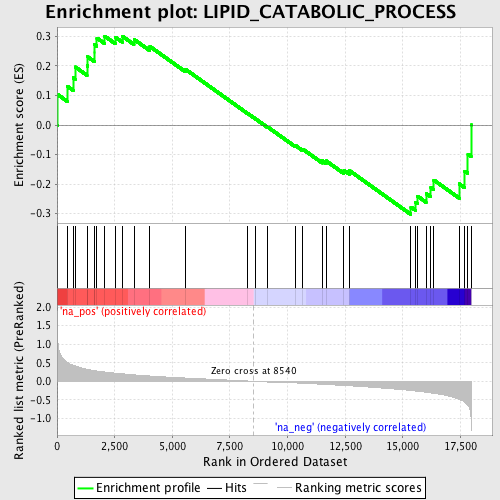 Enrichment plot: LIPID_CATABOLIC_PROCESS
Enrichment score (ES)
0.3
0.2
0.1
0.0
-0.1
-0.2
-0.3
'na_pos' (positively correlated)
Ranked list metric (PreRanked)
2.0
1.5
1.0
0.5
0.0
-0.5
-1.0
Zero cross at 8540
'na_neg' (negatively correlated)
0
2,500
5,000
7,500
10,000
12,500
15,000
17,500
Rank in Ordered Dataset
Enrichment profile
Hits
Ranking metric scores